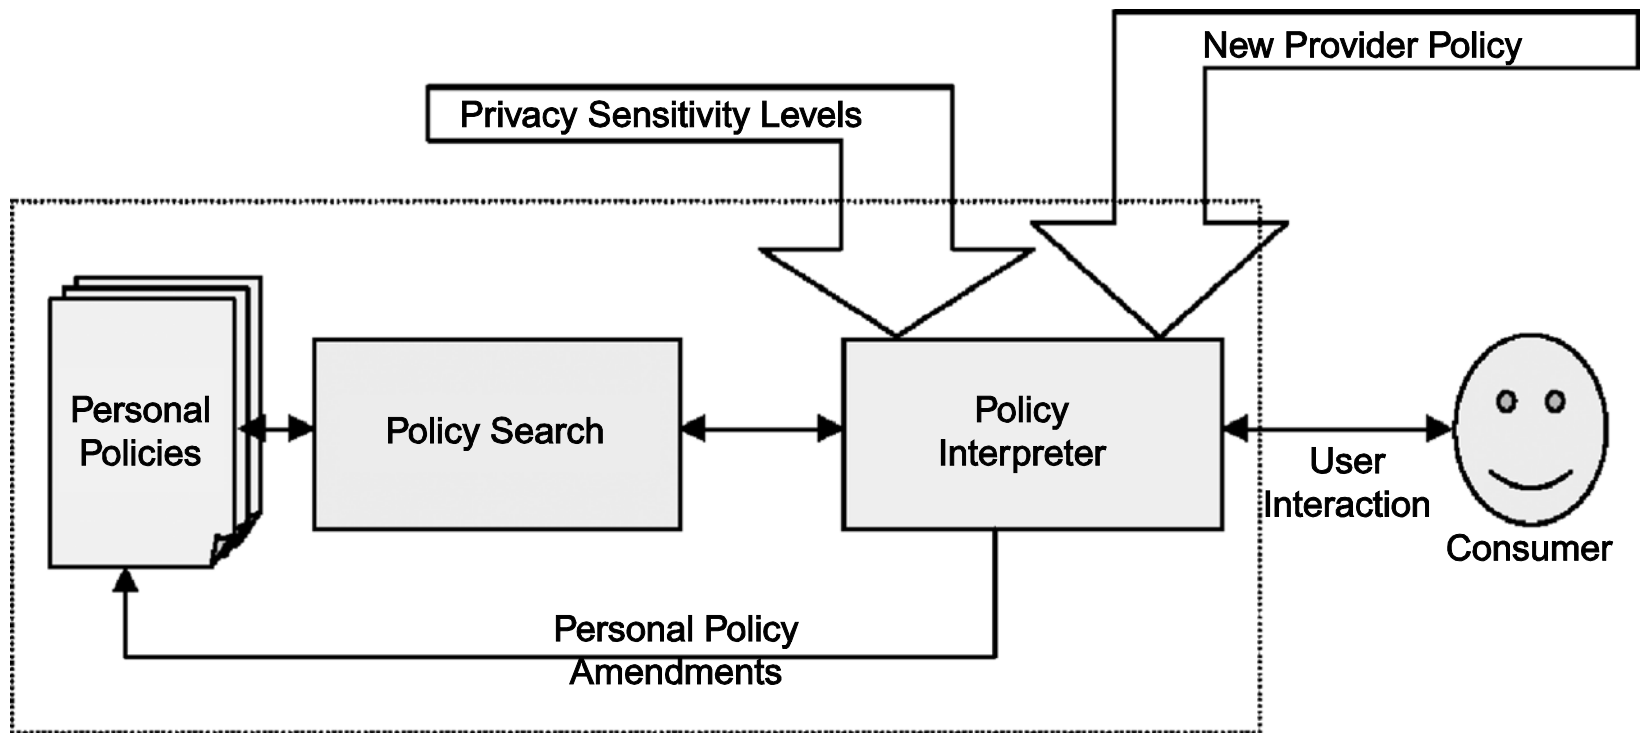 New Provider Policy
Privacy Sensitivity Levels
Personal
Policies
Policy Search
Policy
Interpreter
User
Interaction
Consumer
Personal Policy
Amendments